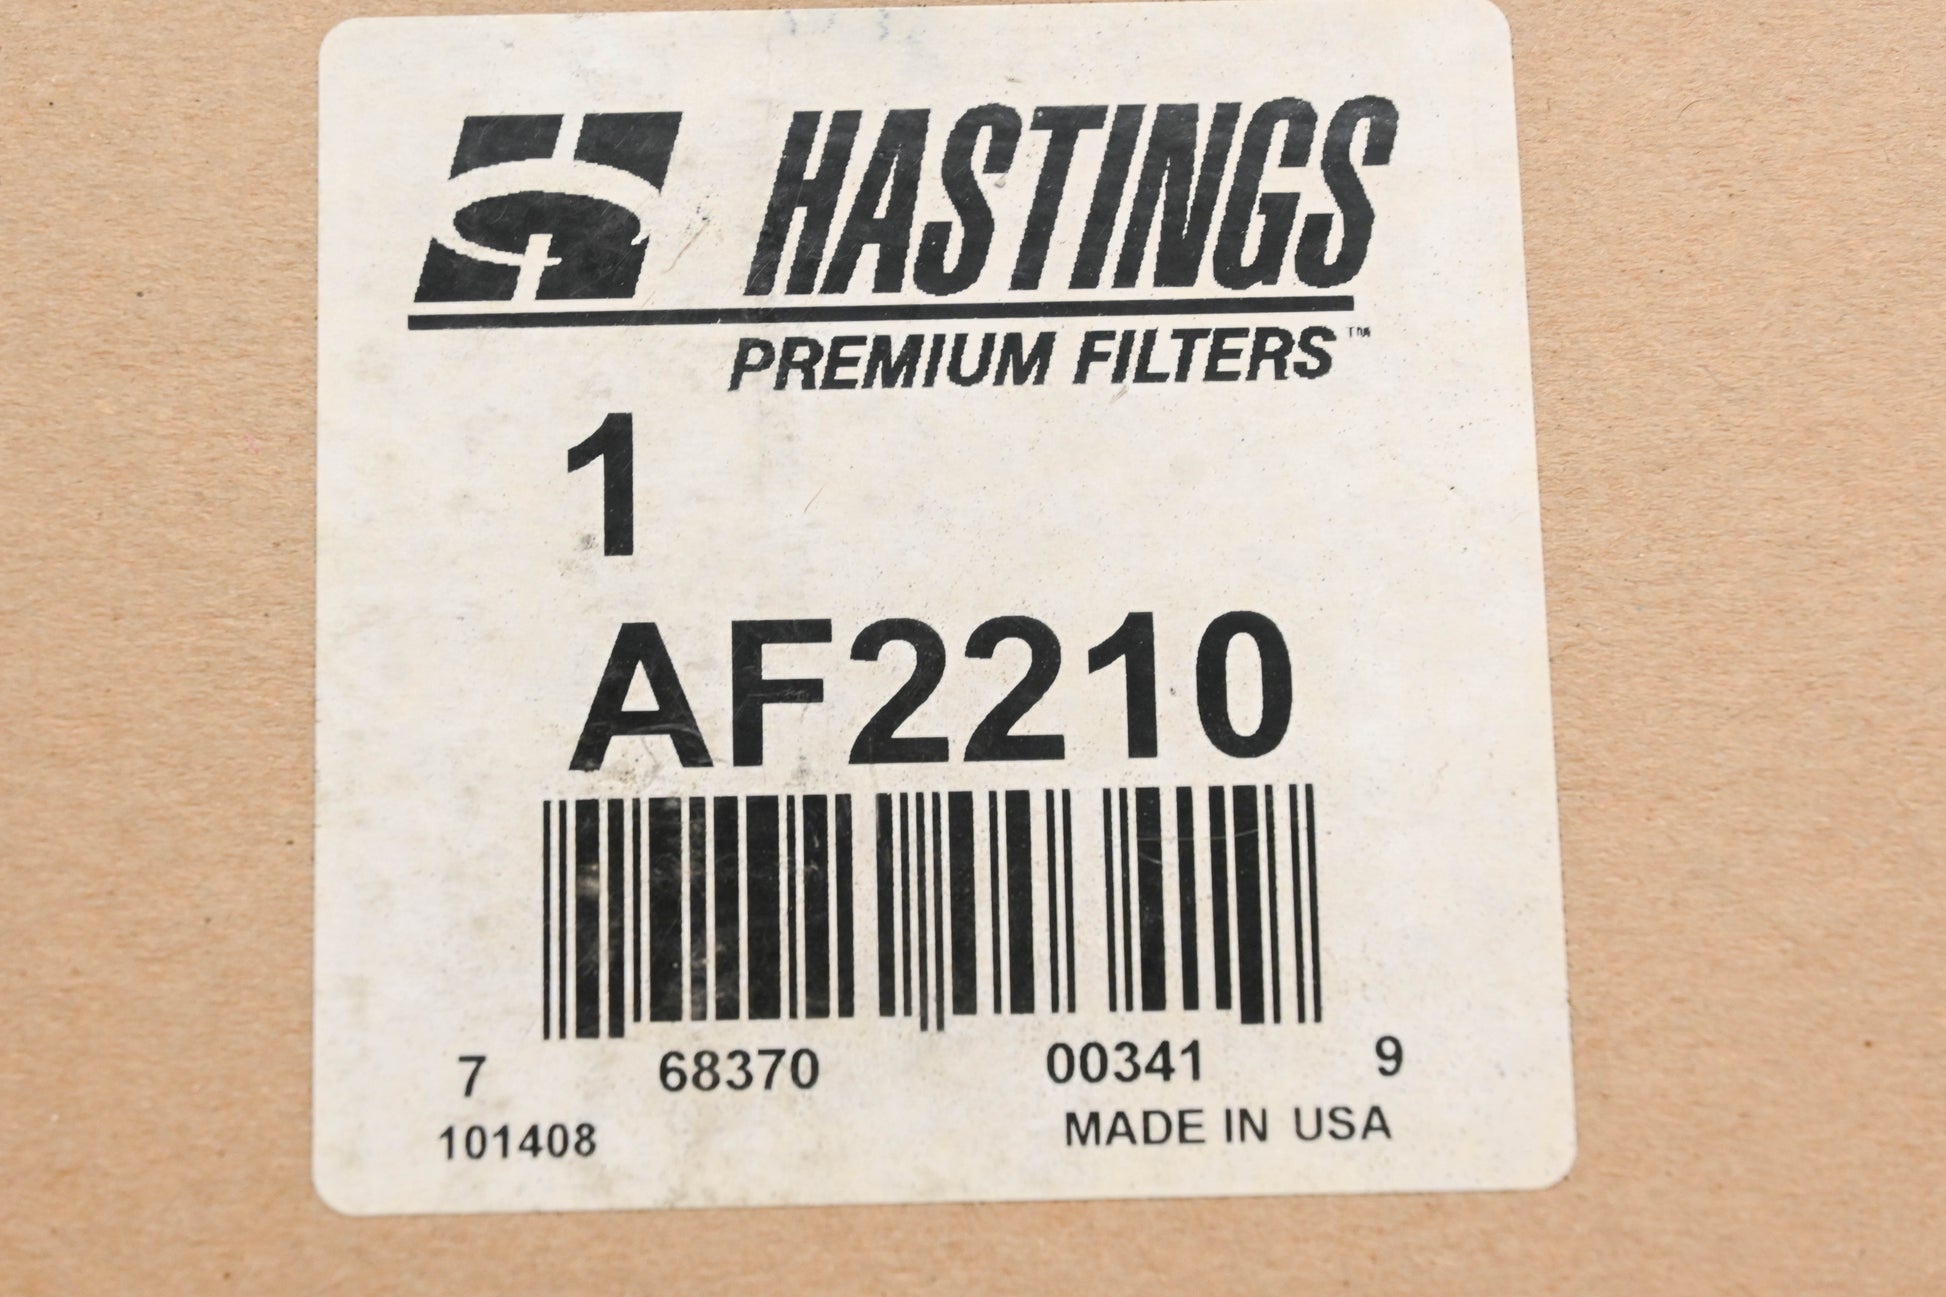 HASTINGS
PREMIUM FILTERS™
1
AF2210
7 68370 00341 9
101408 MADE IN USA